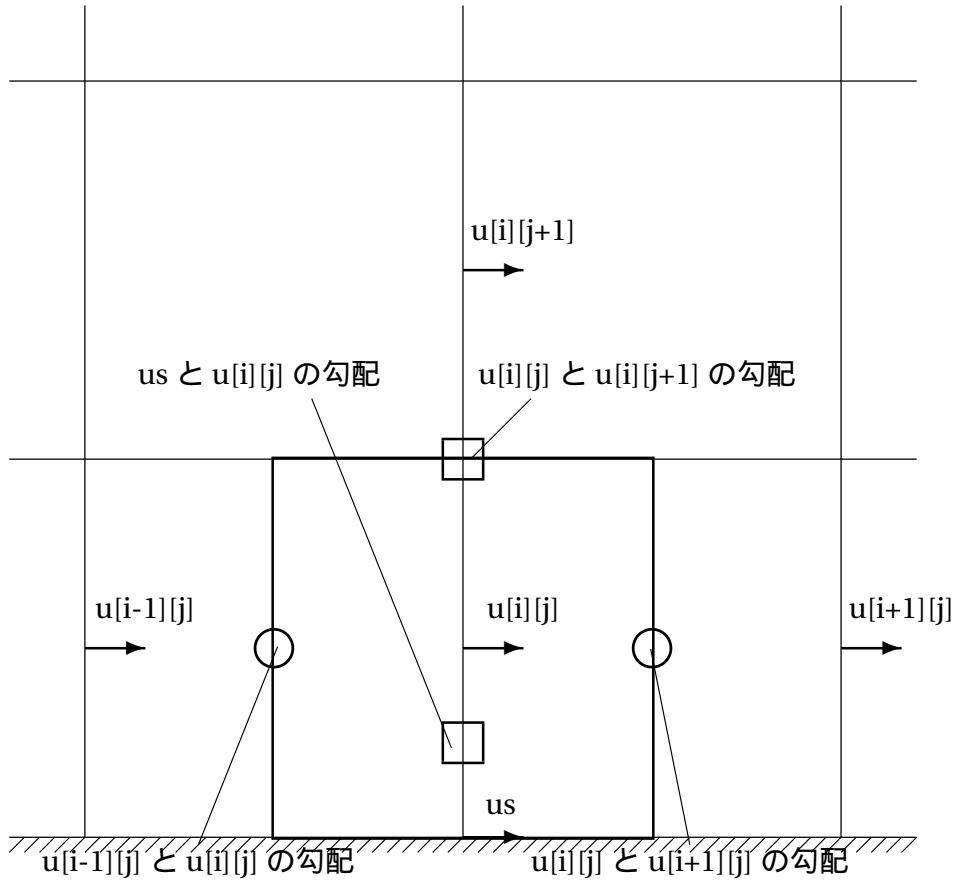 u[i][j+1]
us と u[i][j] の勾配
u[i][j] と u[i][j+1] の勾配
u[i-1][j]
u[i][j]
u[i+1][j]
us
u[i-1][j] と u[i][j] の勾配
u[i][j] と u[i+1][j] の勾配